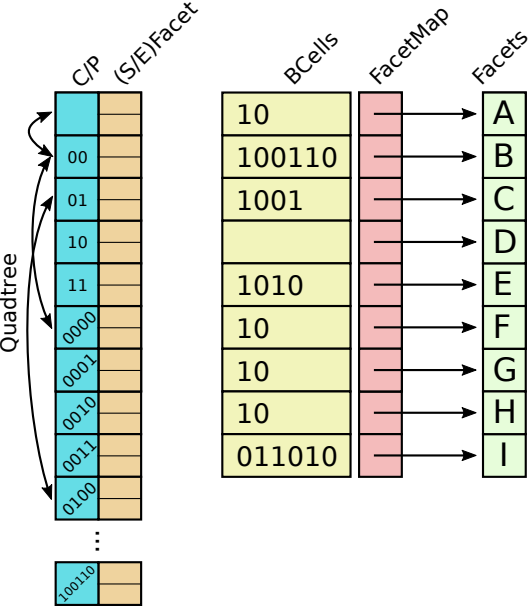 C/P (S/E)Facet BCells FacetMap Facets
10 A
00 100110 B
01 1001 C
10 D
11 1010 E
0000 10 F
0001 10 G
0010 10 H
0011 011010 I
0100
...
100110
Quadtree